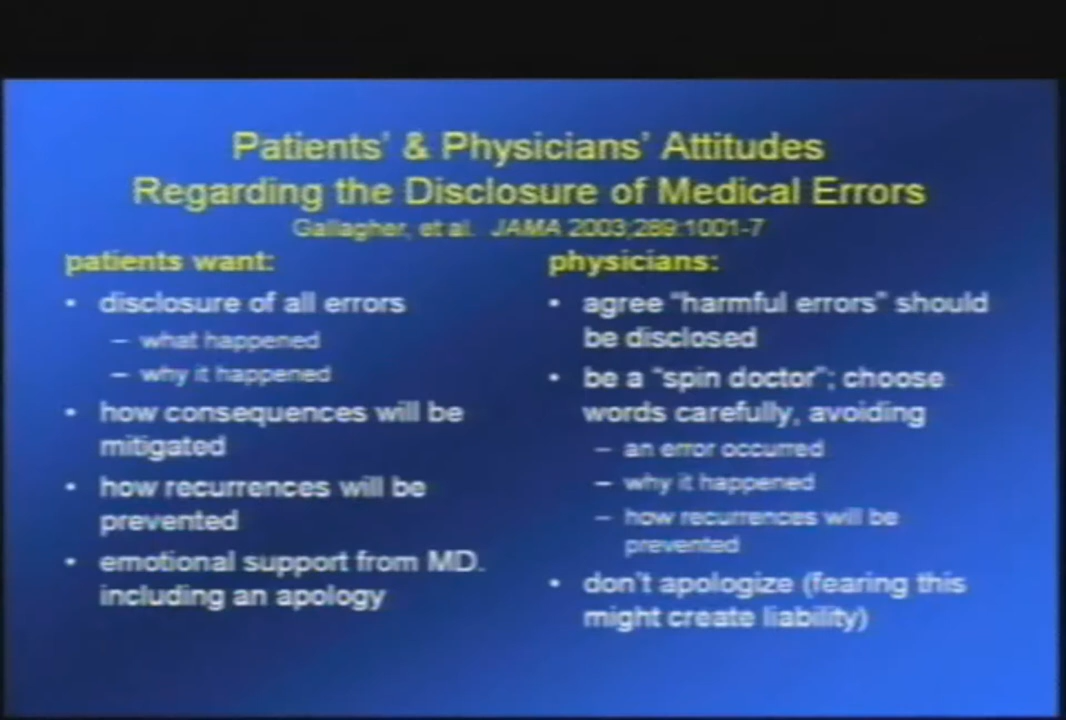 Patients' & Physicians' Attitudes
Regarding the Disclosure of Medical Errors
Gallagher, et al. JAMA 2003;289:1001-7
patients want:
• disclosure of all errors
– what happened
– why it happened
• how consequences will be
mitigated
• how recurrences will be
prevented
• emotional support from MD.
including an apology
physicians:
• agree "harmful errors" should
be disclosed
• be a "spin doctor"; choose
words carefully, avoiding
– an error occurred
– why it happened
– how recurrences will be
prevented
• don't apologize (fearing this
might create liability)